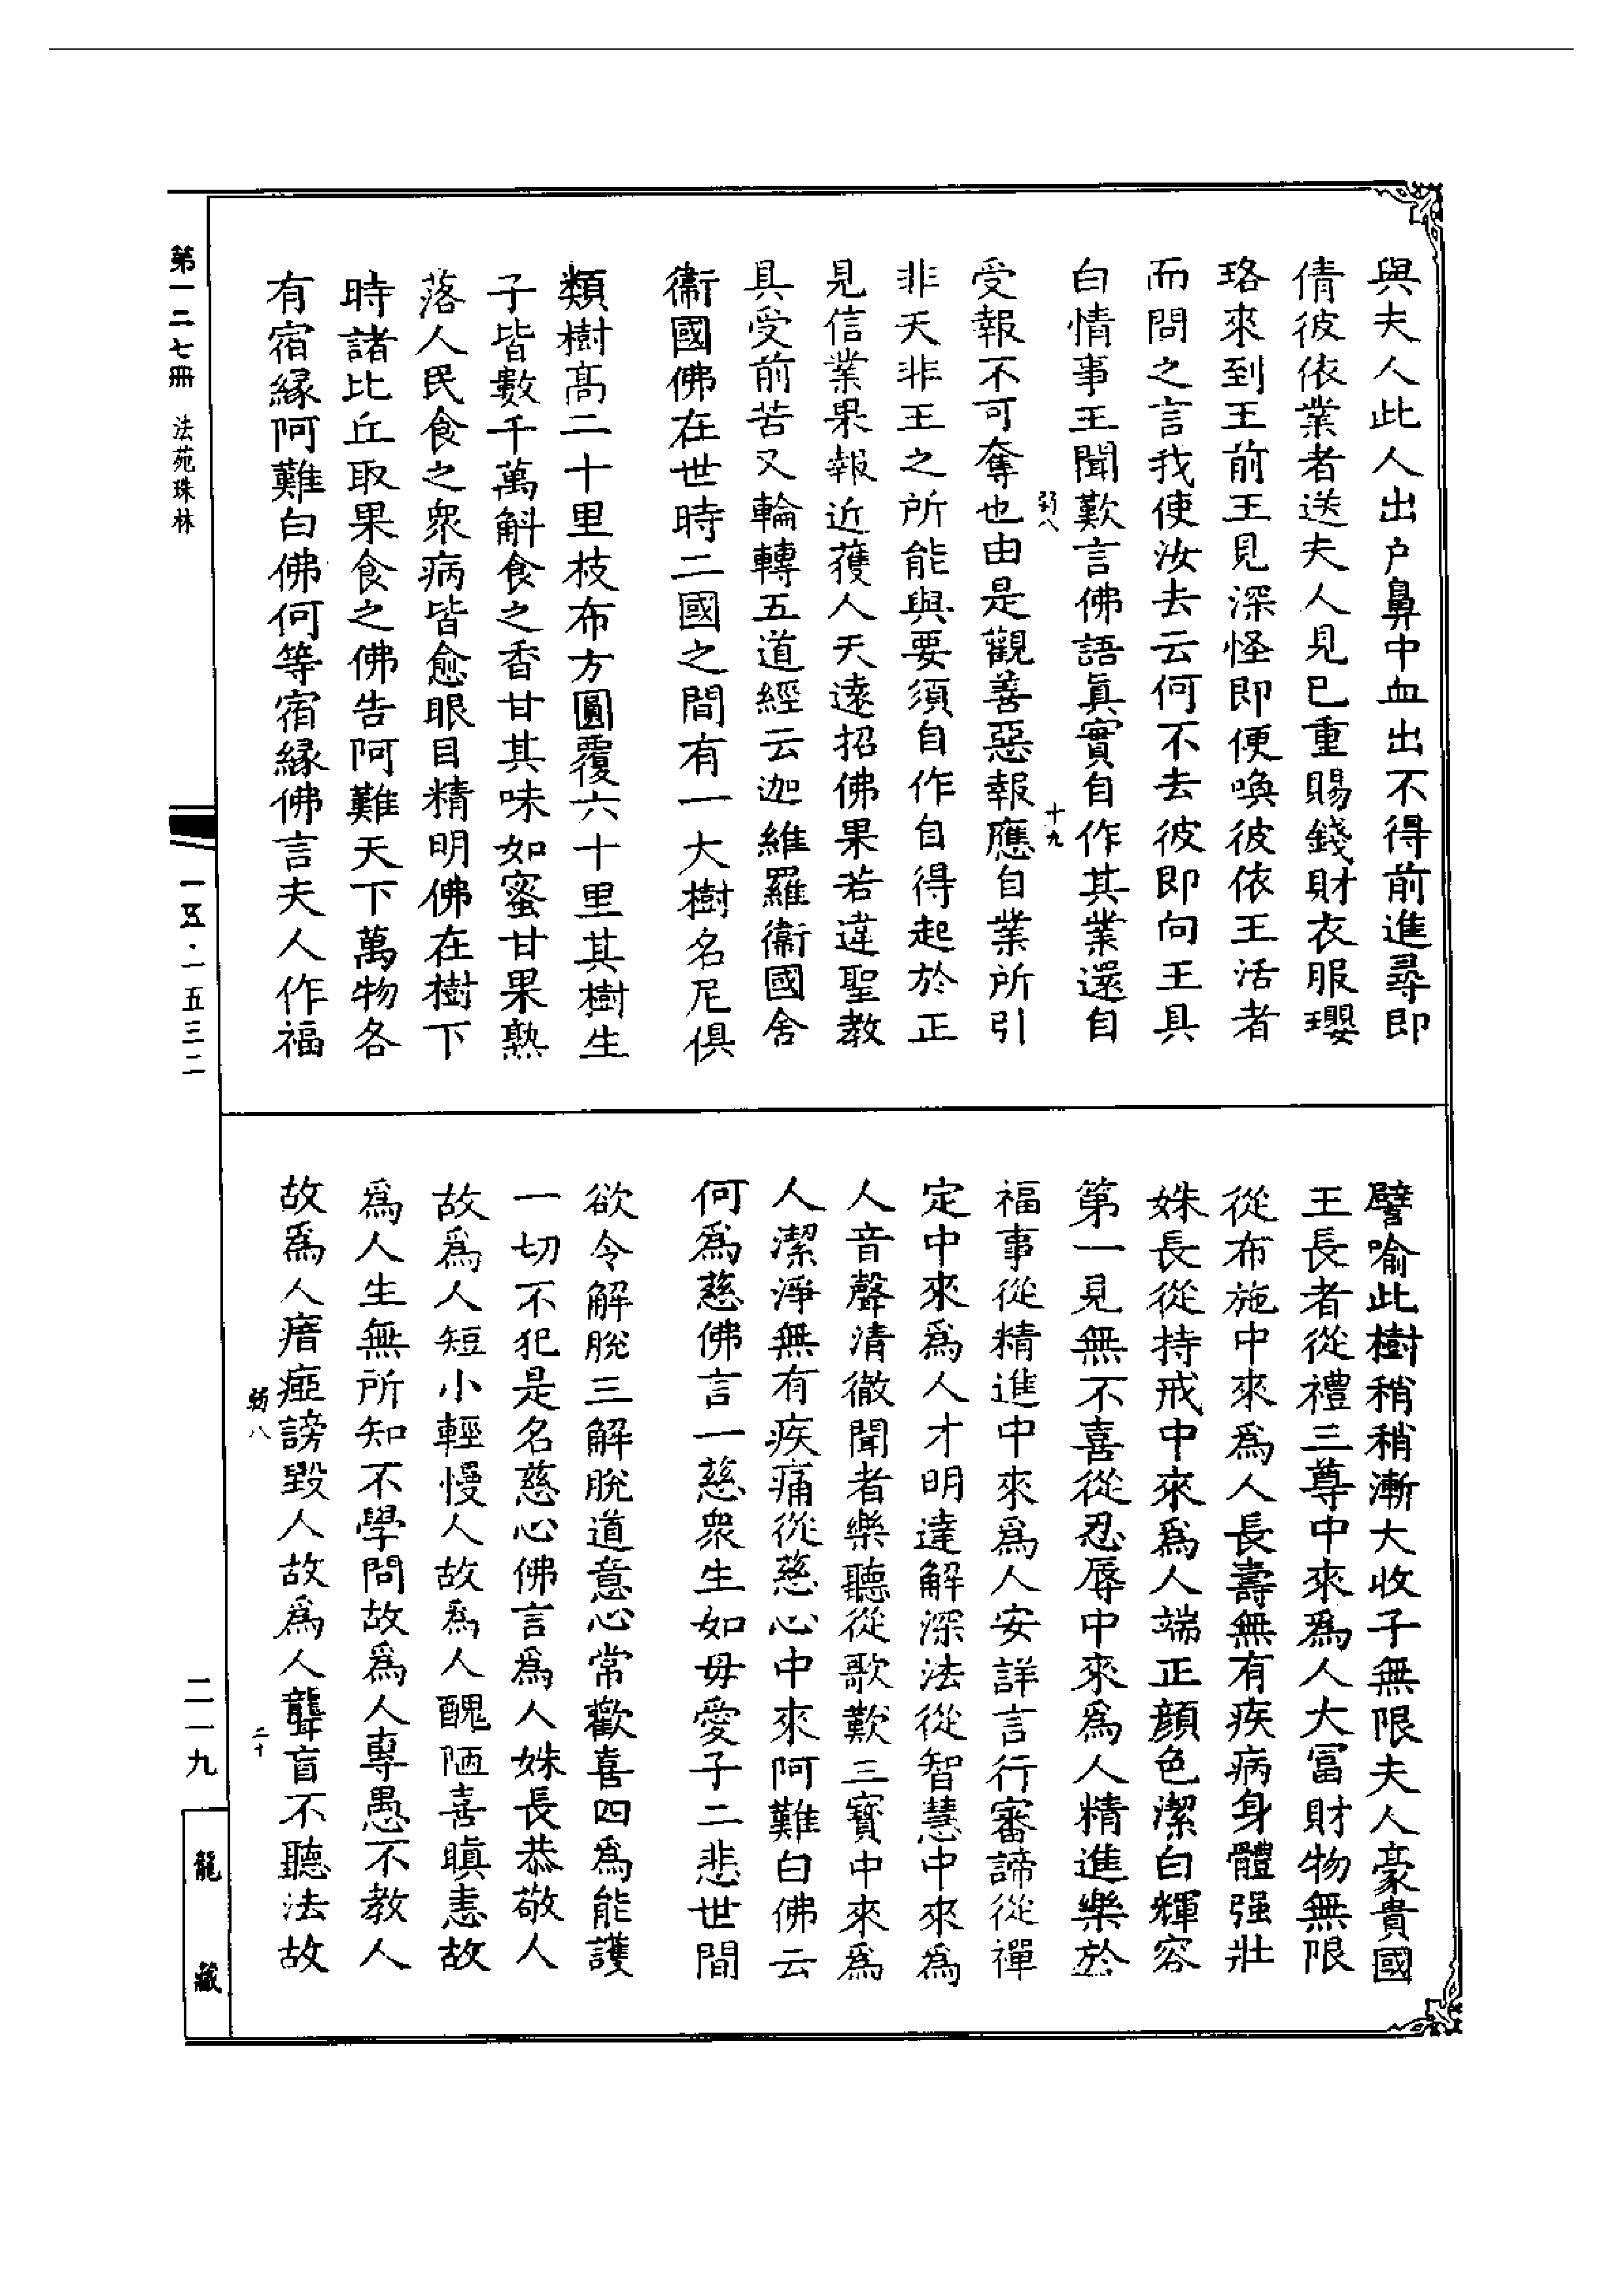 與夫人此人出户鼻中血出不得前進尋即
倩彼依業者送夫人見已重賜錢財衣服瓔
珞來到王前王見深怪即便喚彼依王活者
而問之言我使汝去云何不去彼即向王具
白情事王聞歎言佛語眞實自作其業還自
弱八
十九
受報不可奪也由是觀善惡報應自業所引
非天非王之所能與要須自作自得起於正
見信業果報近獲人天遠招佛果若違聖教
具受前苦又輪轉五道經云迦維羅衞國舍
衞國佛在世時二國之間有一大樹名尼俱
類樹髙二十里枝布方圓覆六十里其樹生
子皆數千萬斛食之香甘其味如蜜甘果熟
落人民食之衆病皆愈眼目精明佛在樹下
時諸比丘取果食之佛告阿難天下萬物各
有宿緣阿難白佛何等宿緣佛言夫人作福
譬喻此樹稍稍漸大收子無限夫人豪貴國
王長者從禮三尊中來爲人大富財物無限
從布施中來爲人長壽無有疾病身體强壯
姝長從持戒中來爲人端正顔色潔白輝容
第一見無不喜從忍辱中來爲人精進樂於
福事從精進中來爲人安詳言行審諦從禪
定中來爲人才明達解深法從智慧中來爲
人音聲清徹聞者樂聽從歌歎三寳中來爲
人潔淨無有疾痛從慈心中來阿難白佛云
何爲慈佛言一慈衆生如母愛子二悲世間
欲令解脫三解脫道意心常歡喜四爲能護
一切不犯是名慈心佛言爲人姝長恭敬人
故爲人短小輕慢人故爲人醜陋喜瞋恚故
爲人生無所知不學問故爲人專愚不教人
故爲人瘖瘂謗毀人故爲人聾盲不聽法故
弱八
二十
第一二七冊 法苑珠林
一五·一五三二
二一九
龍藏